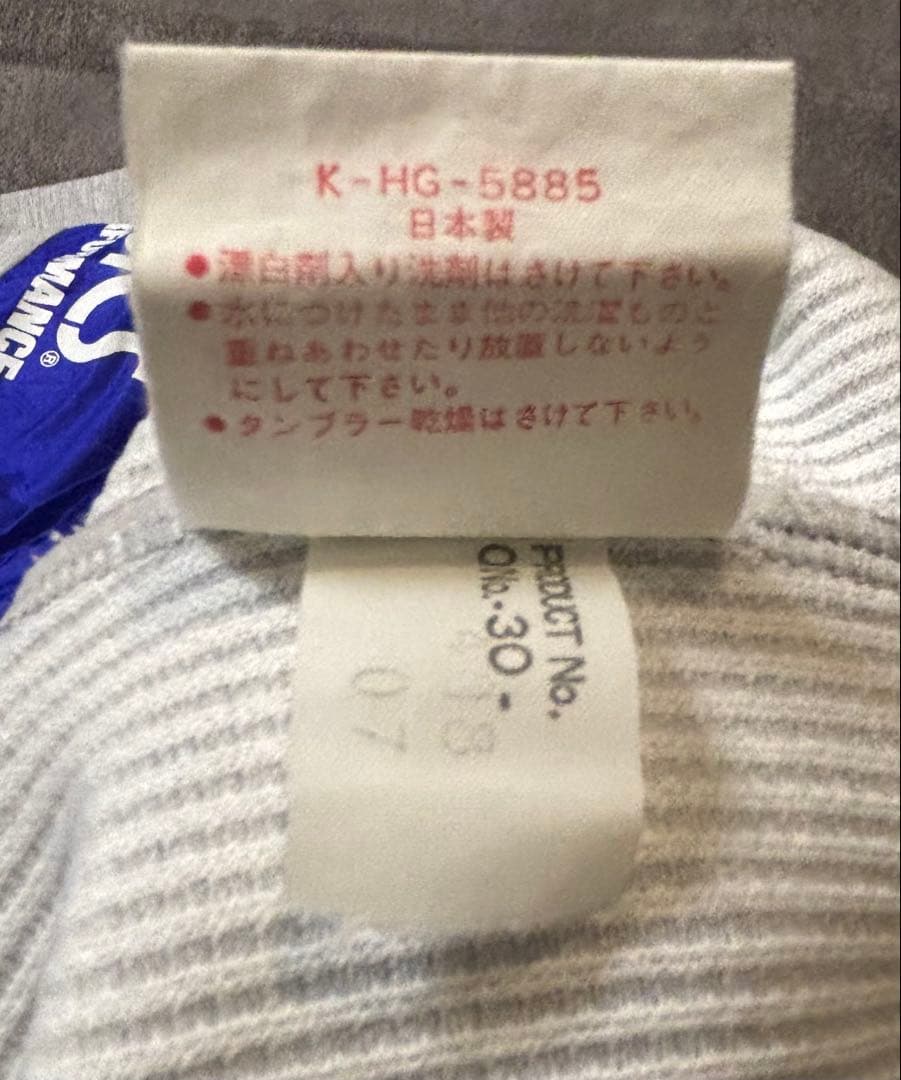 K-HG-5885
日本製
●漂白剤入り洗剤はさけて下さい。
●水につけたまま他の洗濯ものと
重ねあわせたり放置しないよう
にして下さい。
●タンブラー乾燥はさけて下さい。
PRODUCT No.
No.-30-
07
MANCE®